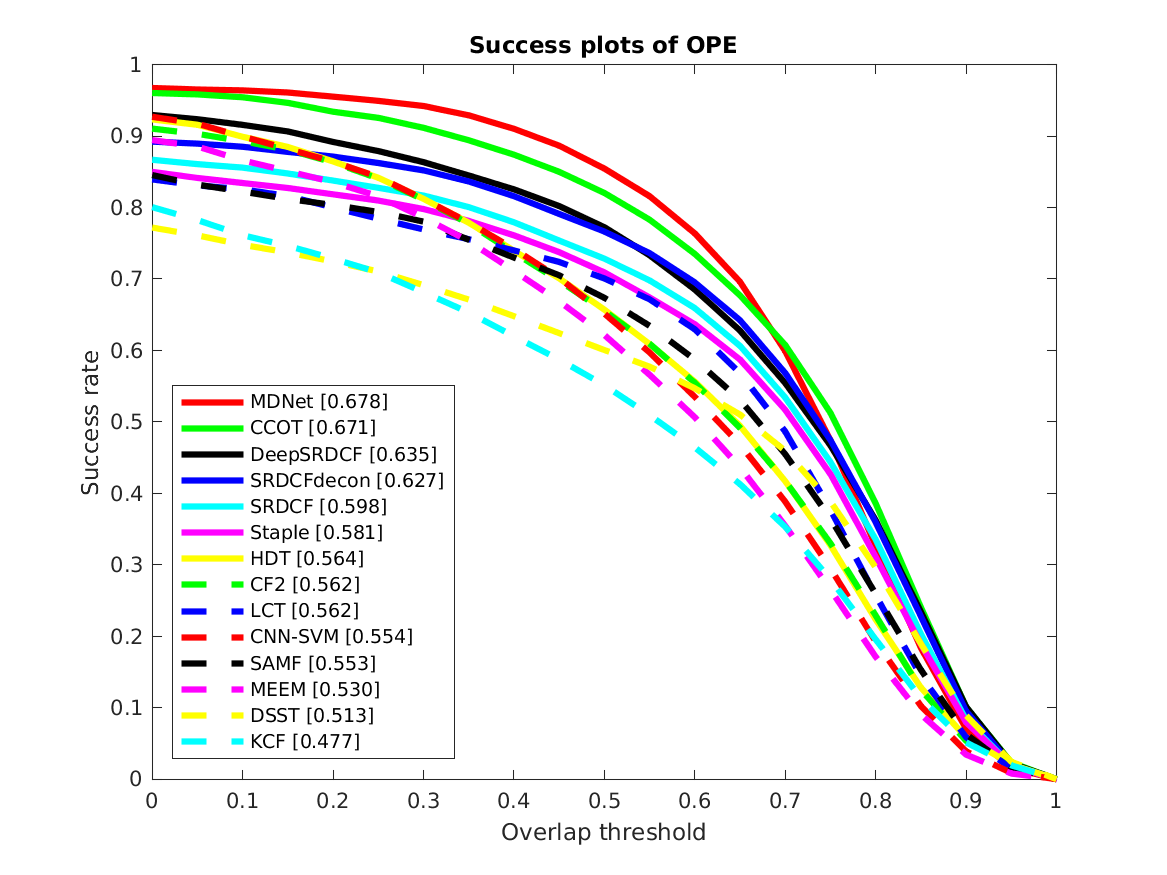 Success plots of OPE
1
0.9
0.8
0.7
0.6
0.5
0.4
0.3
0.2
0.1
0
Success rate
MDNet [0.678]
CCOT [0.671]
DeepSRDCF [0.635]
SRDCFdecon [0.627]
SRDCF [0.598]
Staple [0.581]
HDT [0.564]
CF2 [0.562]
LCT [0.562]
CNN-SVM [0.554]
SAMF [0.553]
MEEM [0.530]
DSST [0.513]
KCF [0.477]
0 0.1 0.2 0.3 0.4 0.5 0.6 0.7 0.8 0.9 1
Overlap threshold